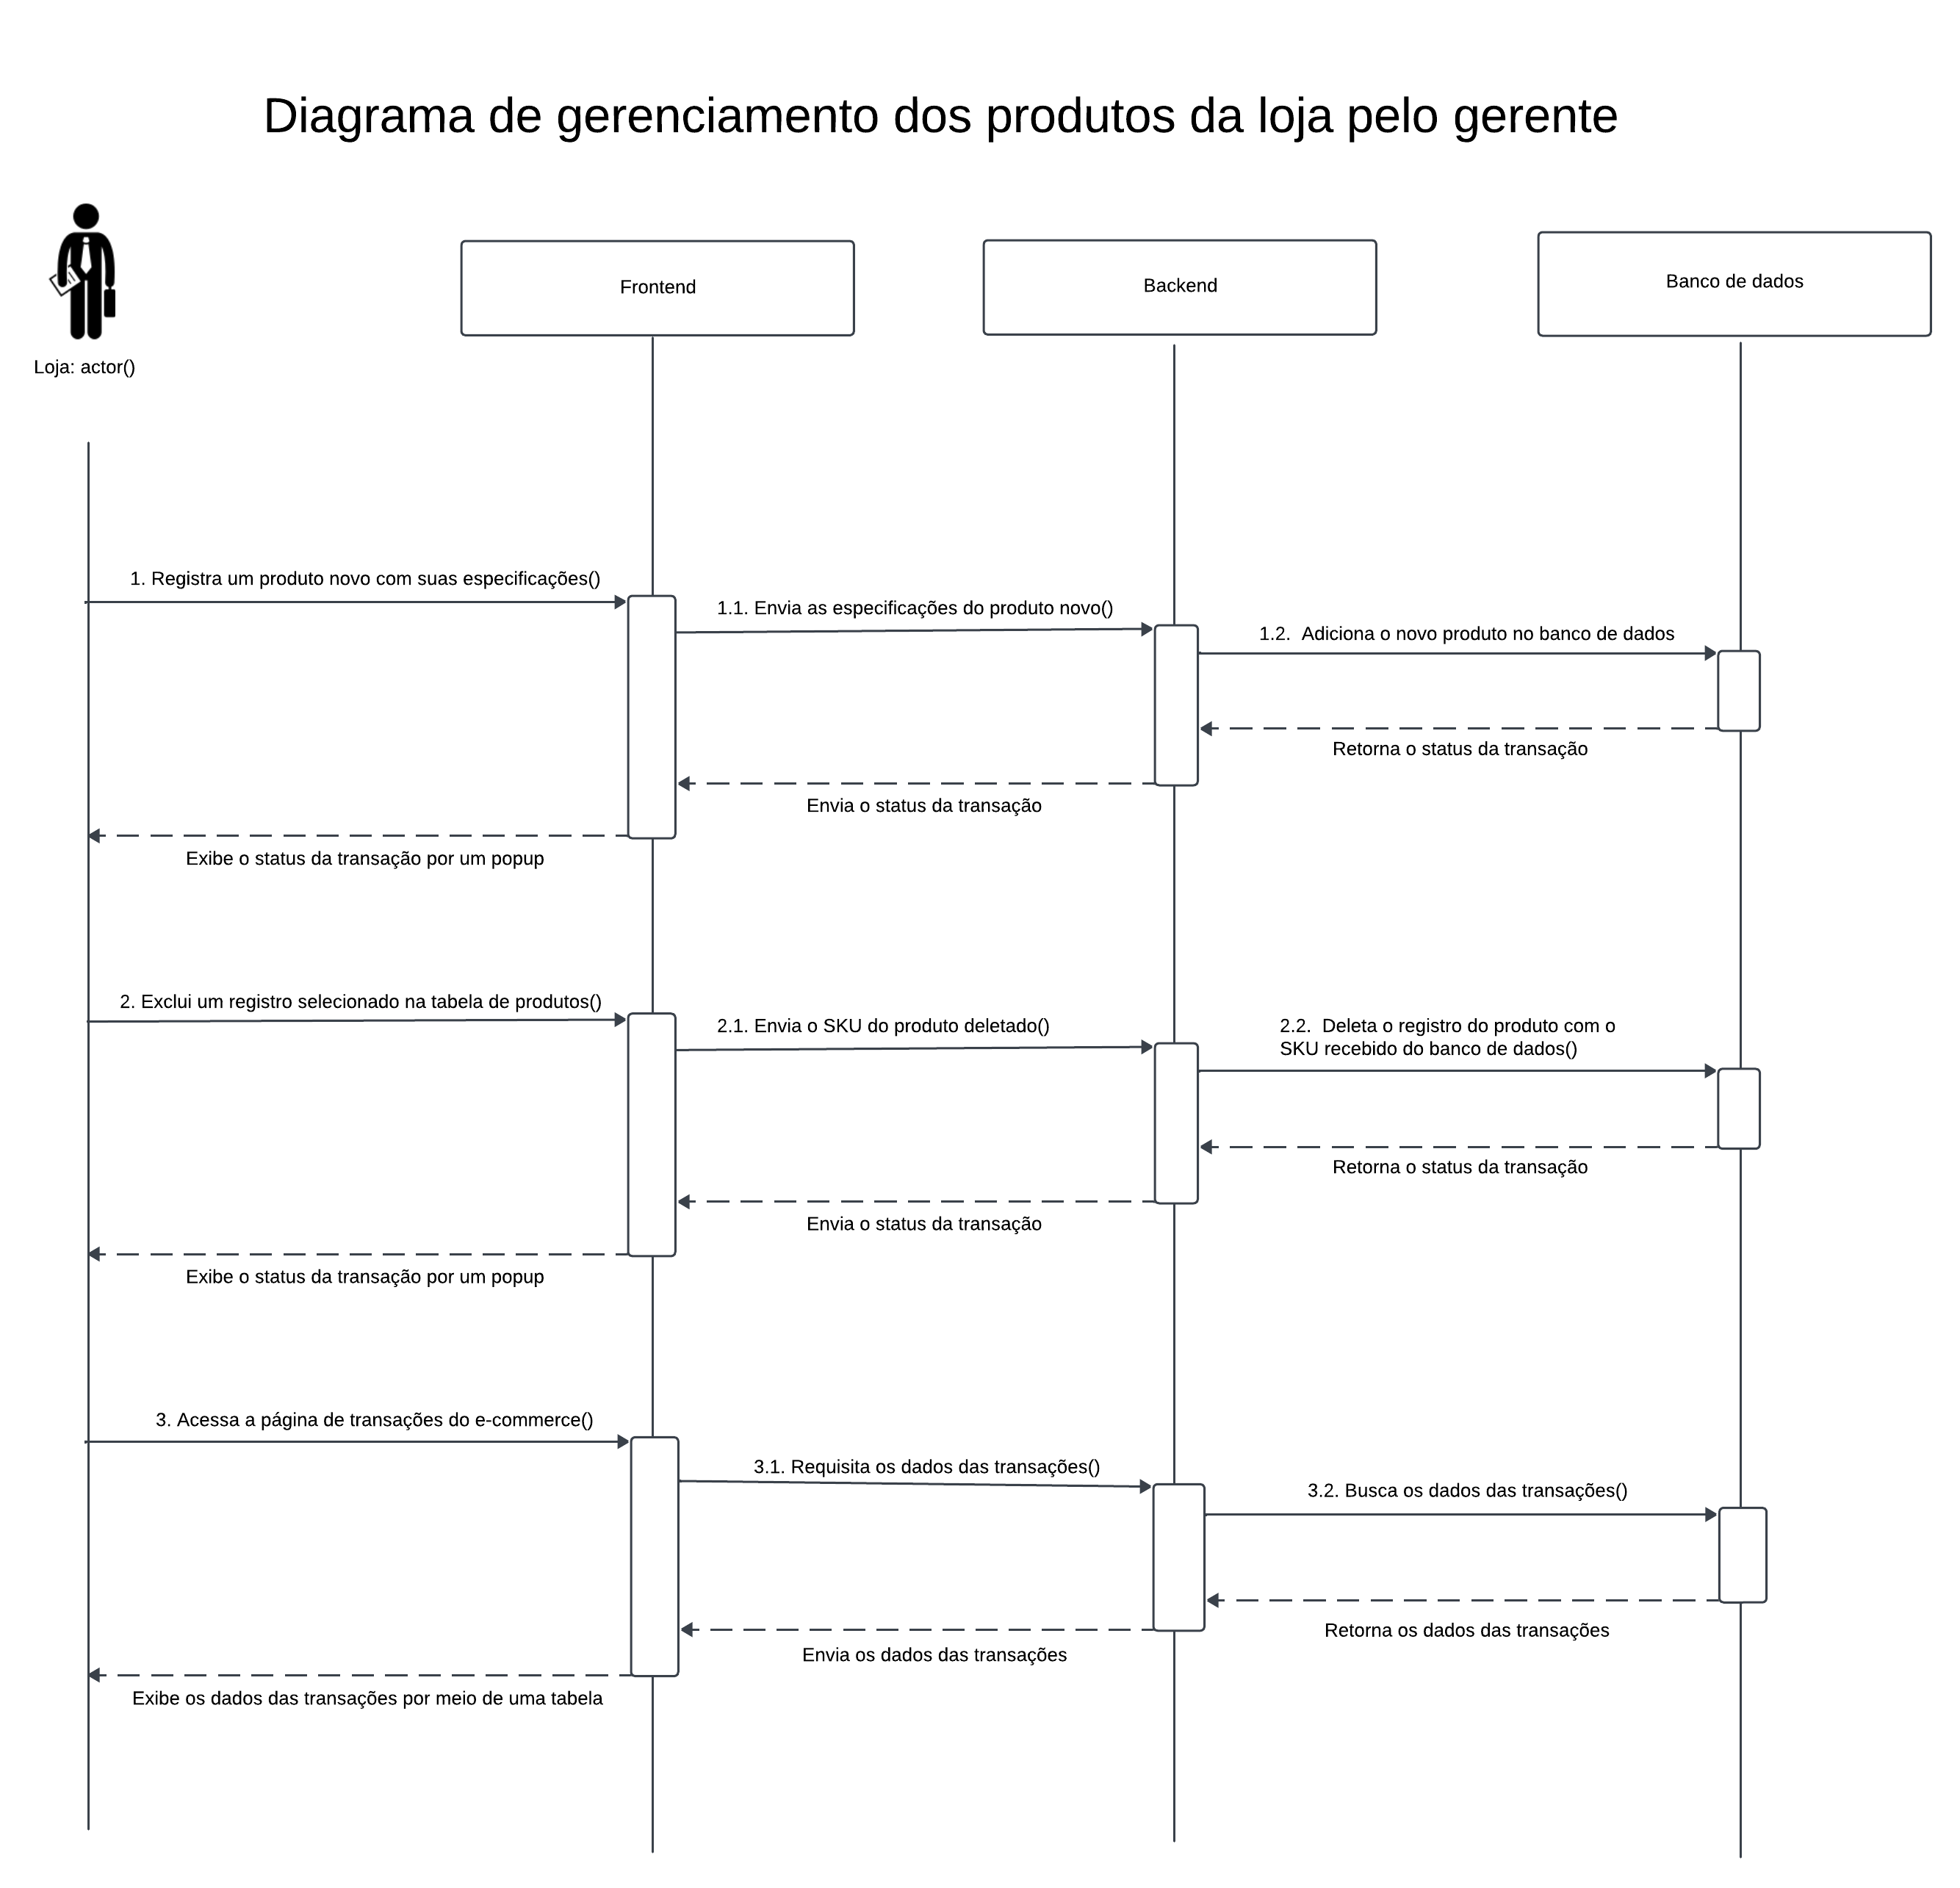 Diagrama de gerenciamento dos produtos da loja pelo gerente
Loja: actor()
Frontend
Backend
Banco de dados
1. Registra um produto novo com suas especificações()
1.1. Envia as especificações do produto novo()
1.2.  Adiciona o novo produto no banco de dados
Retorna o status da transação
Envia o status da transação
Exibe o status da transação por um popup
2. Exclui um registro selecionado na tabela de produtos()
2.1. Envia o SKU do produto deletado()
2.2.  Deleta o registro do produto com o
SKU recebido do banco de dados()
Retorna o status da transação
Envia o status da transação
Exibe o status da transação por um popup
3. Acessa a página de transações do e-commerce()
3.1. Requisita os dados das transações()
3.2. Busca os dados das transações()
Retorna os dados das transações
Envia os dados das transações
Exibe os dados das transações por meio de uma tabela